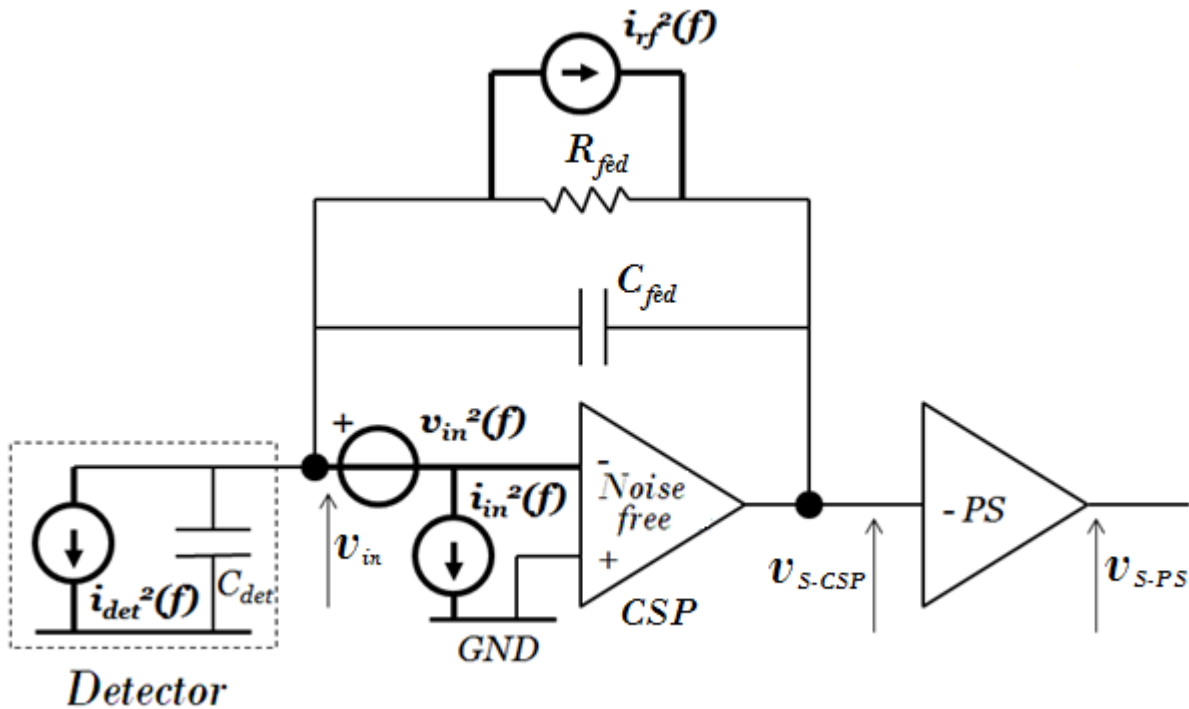 i_rf²(f)
R_fed
C_fed
+
v_in²(f)
-
Noise
free
i_in²(f)
- PS
+
v_in
C_det
i_det²(f)
v_S-CSP
v_S-PS
CSP
GND
Detector